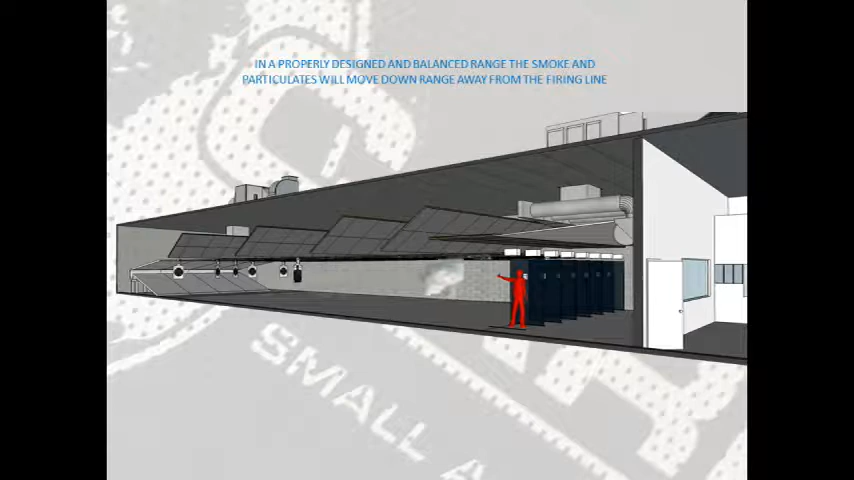 IN A PROPERLY DESIGNED AND BALANCED RANGE THE SMOKE AND
PARTICULATES WILL MOVE DOWN RANGE AWAY FROM THE FIRING LINE
SMALL A